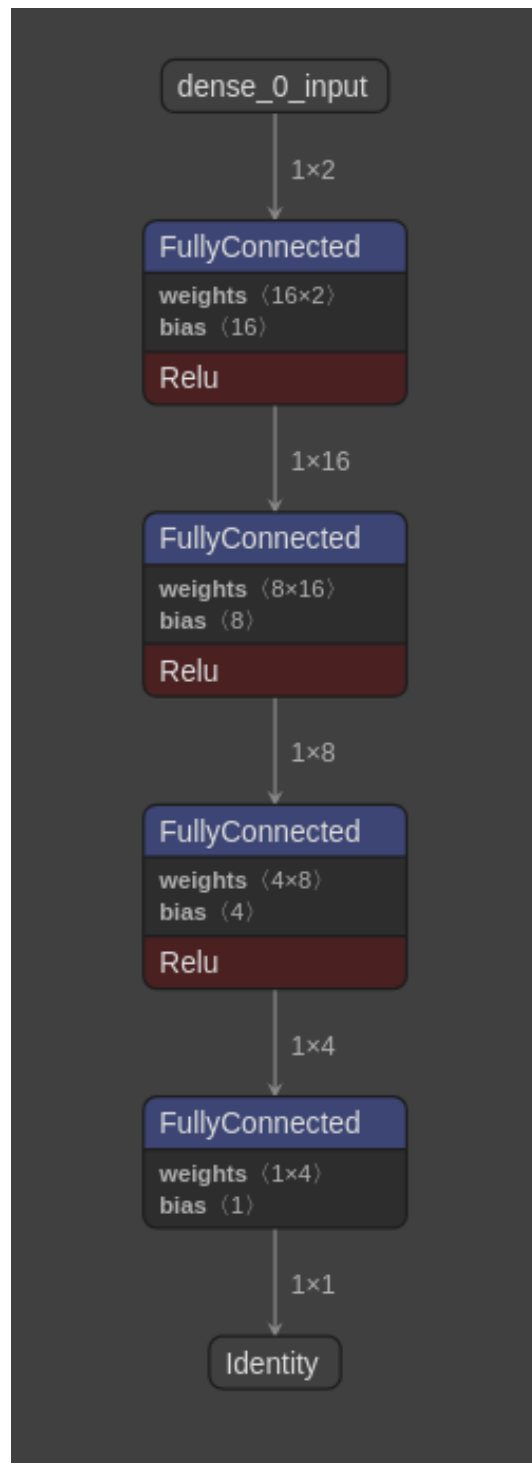 dense_0_input
1×2
FullyConnected
weights 〈16×2〉
bias 〈16〉
Relu
1×16
FullyConnected
weights 〈8×16〉
bias 〈8〉
Relu
1×8
FullyConnected
weights 〈4×8〉
bias 〈4〉
Relu
1×4
FullyConnected
weights 〈1×4〉
bias 〈1〉
1×1
Identity